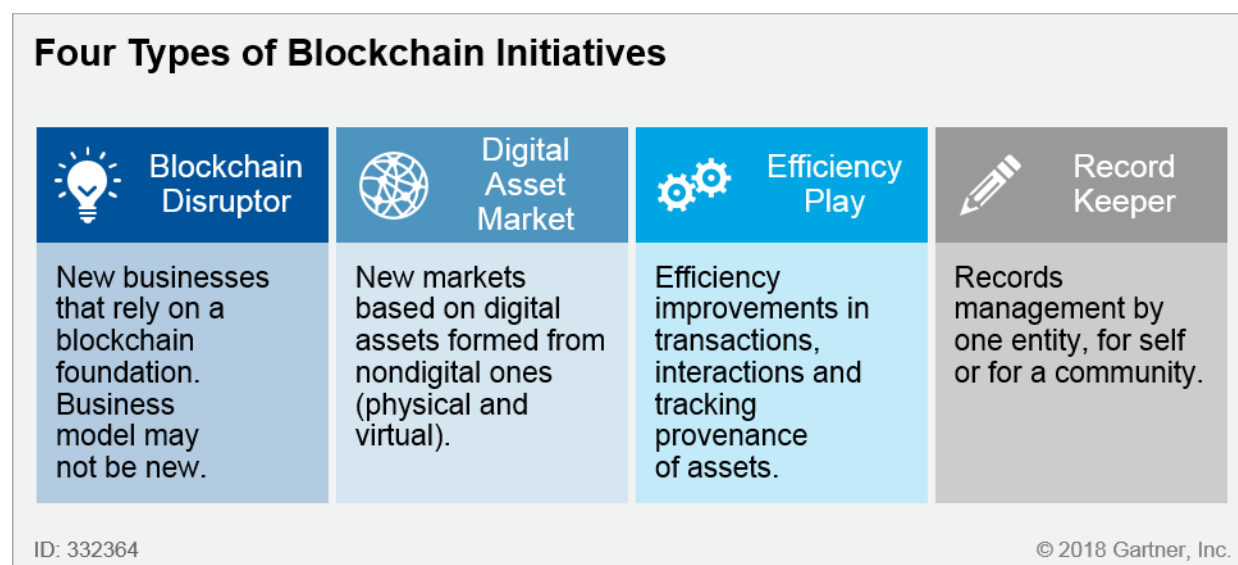 Four Types of Blockchain Initiatives
Blockchain
Disruptor
New businesses
that rely on a
blockchain
foundation.
Business
model may
not be new.
Digital
Asset
Market
New markets
based on digital
assets formed from
nondigital ones
(physical and
virtual).
Efficiency
Play
Efficiency
improvements in
transactions,
interactions and
tracking
provenance
of assets.
Record
Keeper
Records
management by
one entity, for self
or for a community.
ID: 332364
© 2018 Gartner, Inc.